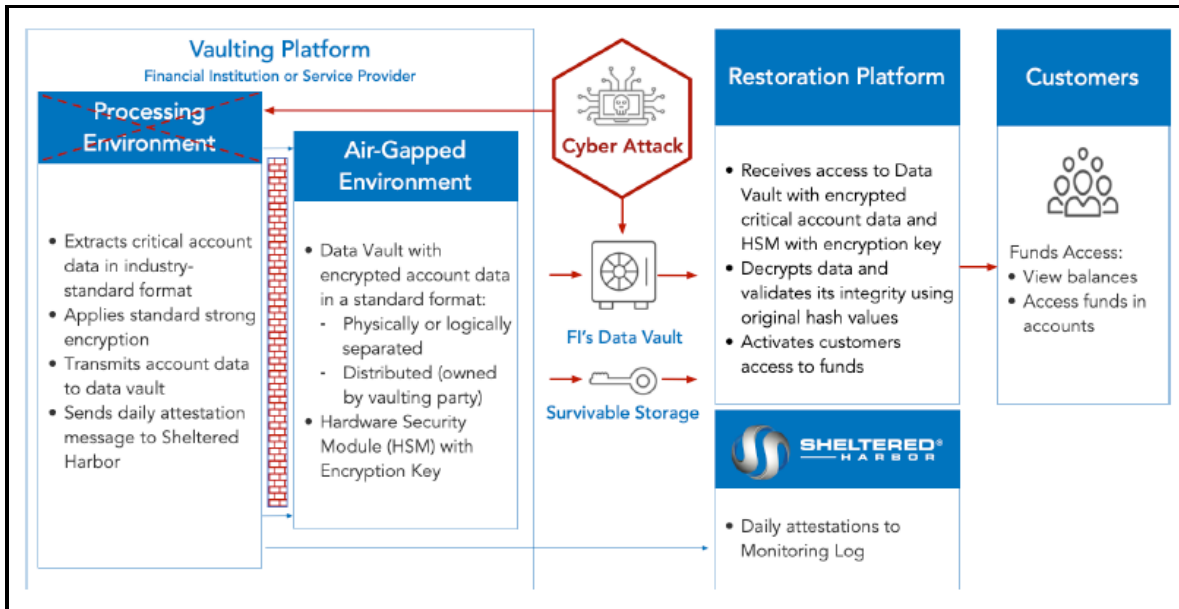 Vaulting Platform
Financial Institution or Service Provider
Processing
Environment
• Extracts critical account
data in industry-
standard format
• Applies standard strong
encryption
• Transmits account data
to data vault
• Sends daily attestation
message to Sheltered
Harbor
Air-Gapped
Environment
• Data Vault with
encrypted account data
in a standard format:
- Physically or logically
separated
- Distributed (owned
by vaulting party)
• Hardware Security
Module (HSM) with
Encryption Key
Cyber Attack
FI's Data Vault
Survivable Storage
Restoration Platform
• Receives access to Data
Vault with encrypted
critical account data and
HSM with encryption key
• Decrypts data and
validates its integrity using
original hash values
• Activates customers
access to funds
SHELTERED®
HARBOR
• Daily attestations to
Monitoring Log
Customers
Funds Access:
• View balances
• Access funds in
accounts